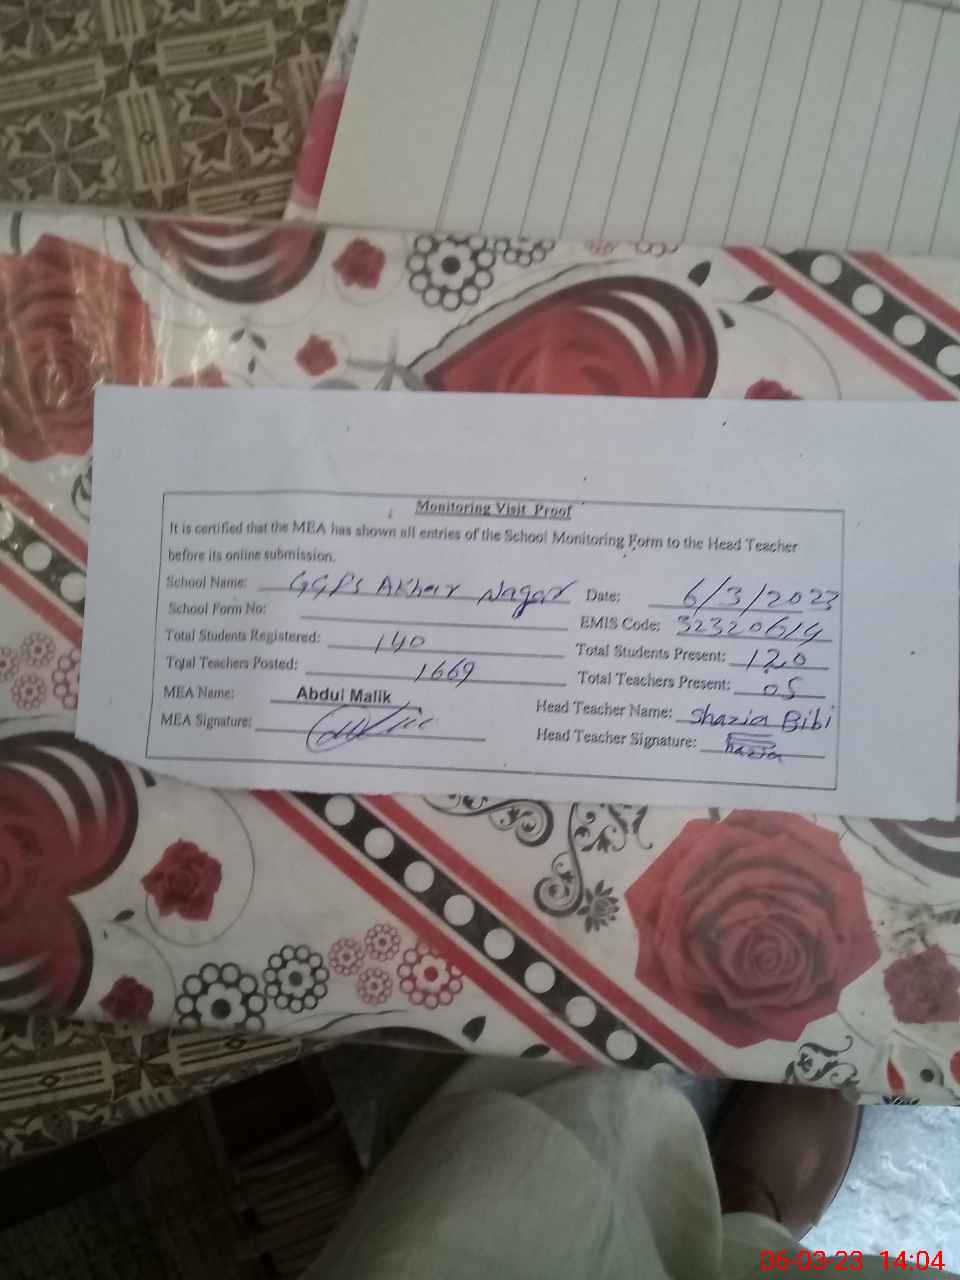 Monitoring Visit Proof
It is certified that the MEA has shown all entries of the School Monitoring Form to the Head Teacher
before its online submission.
School Name: GGPS Akbar Nagar Date: 6/3/2023
School Form No: EMIS Code: 32320614
Total Students Registered: 140 Total Students Present: 120
Total Teachers Posted: 1669 Total Teachers Present: 05
MEA Name: Abdul Malik Head Teacher Name: Shazia Bibi
MEA Signature: Head Teacher Signature: Shazia
06-03-23 14:04